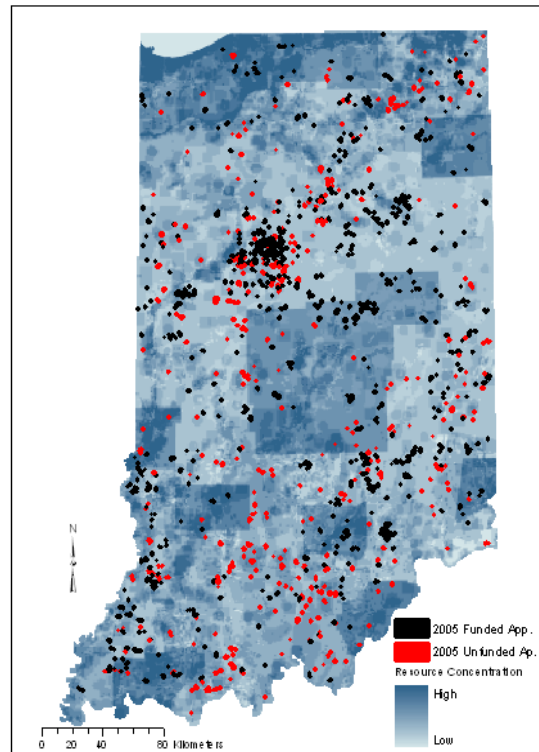 N
2005 Funded App.
2005 Unfunded Ap.
Resource Concentration
High
Low
0 20 40 80 Kilometers